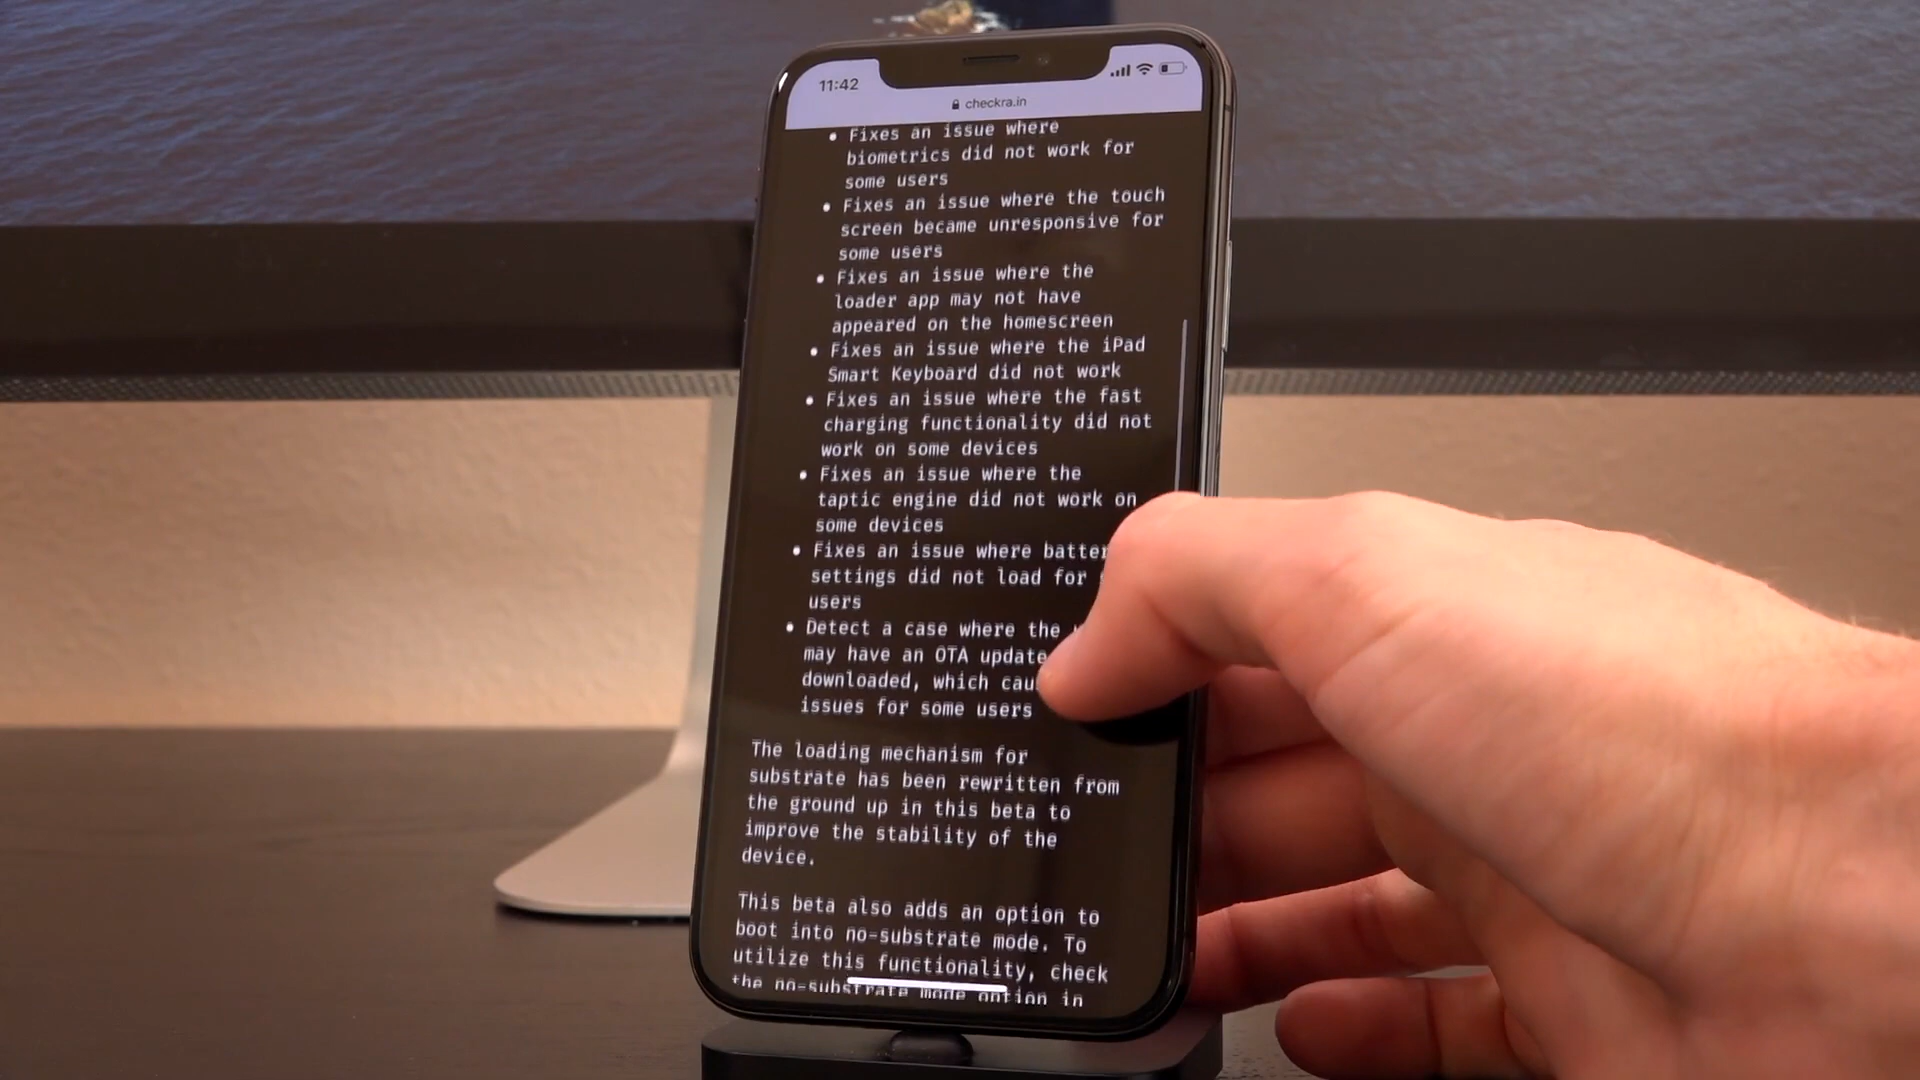 11:42
checkra.in
• Fixes an issue where
biometrics did not work for
some users
• Fixes an issue where the touch
screen became unresponsive for
some users
• Fixes an issue where the
loader app may not have
appeared on the homescreen
• Fixes an issue where the iPad
Smart Keyboard did not work
• Fixes an issue where the fast
charging functionality did not
work on some devices
• Fixes an issue where the
taptic engine did not work on
some devices
• Fixes an issue where
settings did not load for
users
• Detect a case where the
may have an OTA update
downloaded, which
issues for some users
The loading mechanism for
substrate has been rewritten from
the ground up in this beta to
improve the stability of the
device.
This beta also adds an option to
boot into no-substrate mode. To
utilize this functionality, check
the no-substrate mode option in